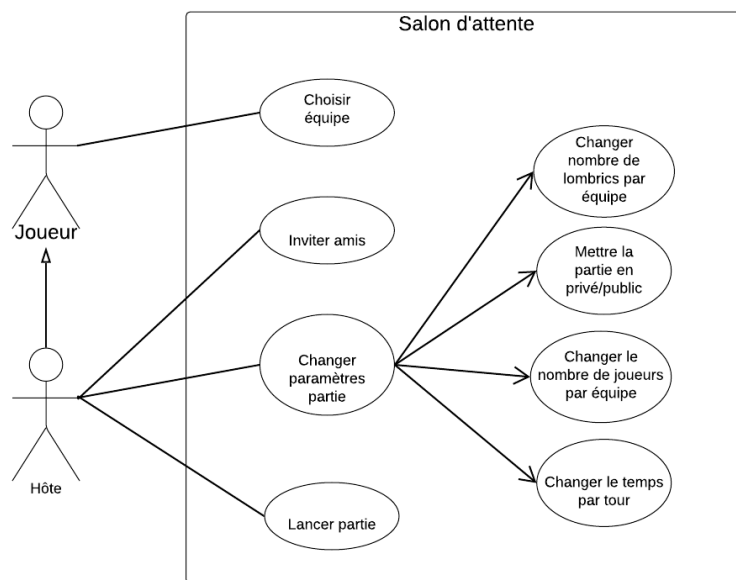 Salon d'attente
Choisir
équipe
Joueur
Inviter amis
Changer
paramètres
partie
Hôte
Lancer partie
Changer
nombre de
lombrics par
équipe
Mettre la
partie en
privé/public
Changer le
nombre de joueurs
par équipe
Changer le temps
par tour